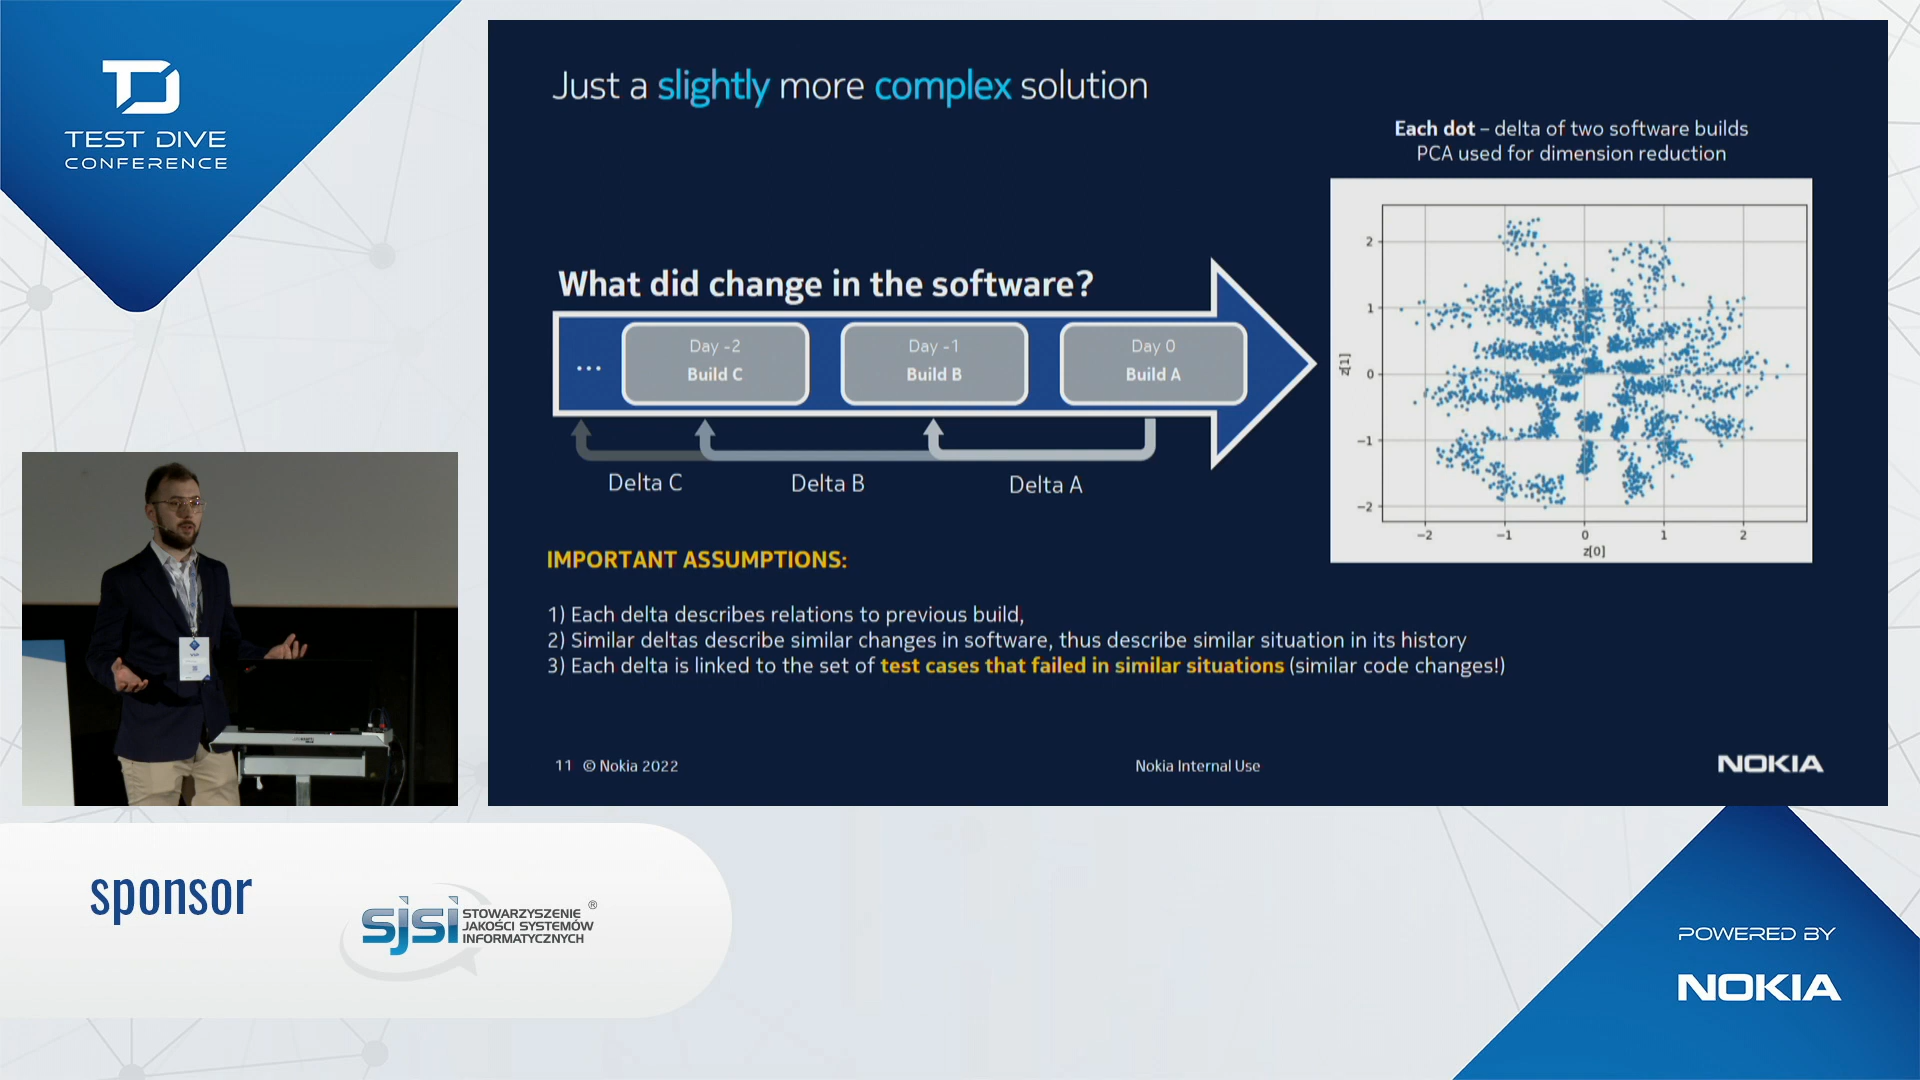 TEST DIVE
CONFERENCE
Just a slightly more complex solution
Each dot – delta of two software builds
PCA used for dimension reduction
What did change in the software?
...
Day -2
Build C
Day -1
Build B
Day 0
Build A
Delta C
Delta B
Delta A
2
1
0
−1
−2
z[1]
−2
−1
0
1
2
z[0]
IMPORTANT ASSUMPTIONS:
1) Each delta describes relations to previous build,
2) Similar deltas describe similar changes in software, thus describe similar situation in its history
3) Each delta is linked to the set of test cases that failed in similar situations (similar code changes!)
11 © Nokia 2022
Nokia Internal Use
NOKIA
sponsor
sjsi
STOWARZYSZENIE ®
JAKOŚCI SYSTEMÓW
INFORMATYCZNYCH
POWERED BY
NOKIA